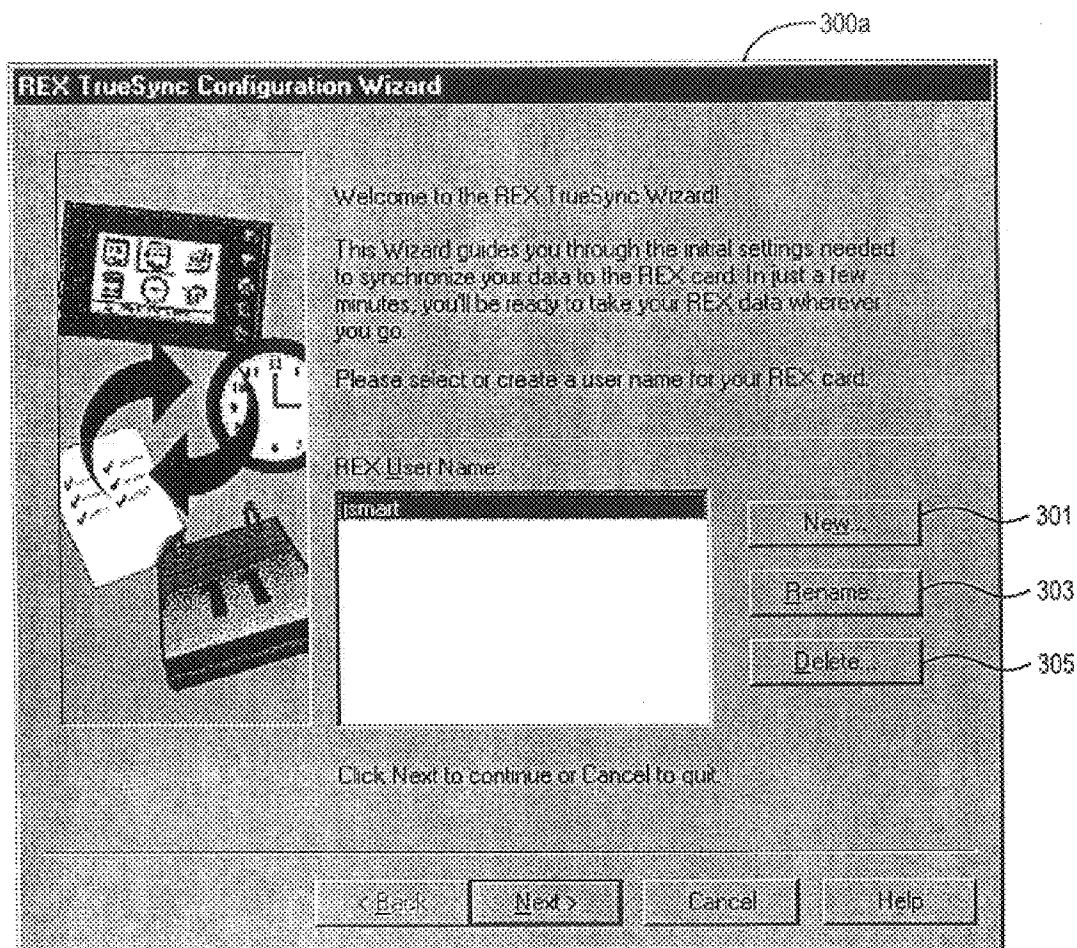 300a
REX TrueSync Configuration Wizard
Welcome to the REX TrueSync Wizard!
This Wizard guides you through the initial settings needed
to synchronize your data to the REX card. In just a few
minutes, you'll be ready to take your REX data wherever
you go.
Please select or create a user name for your REX card.
REX User Name:
jsmart
New...
301
Rename...
303
Delete...
305
Click Next to continue or Cancel to quit.
< Back
Next >
Cancel
Help